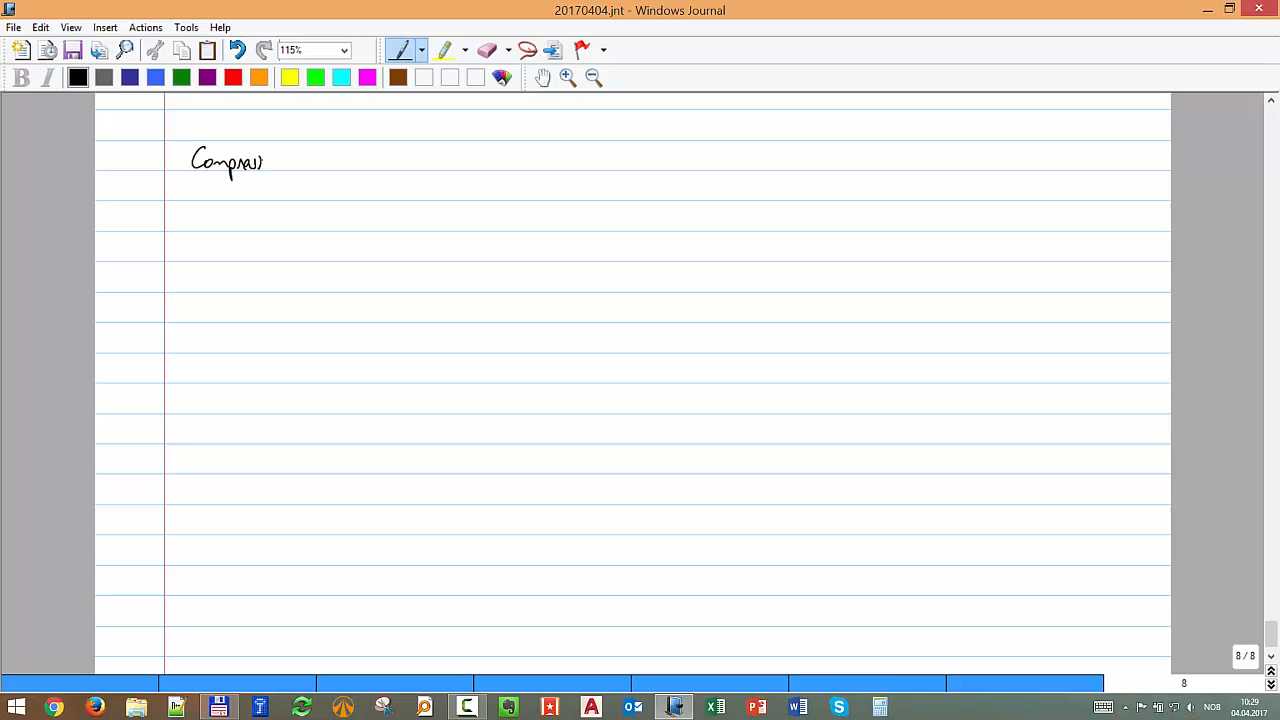 20170404.jnt - Windows Journal
File Edit View Insert Actions Tools Help
115%
B I
8 / 8
8
NOB
10:29
04.04.2017